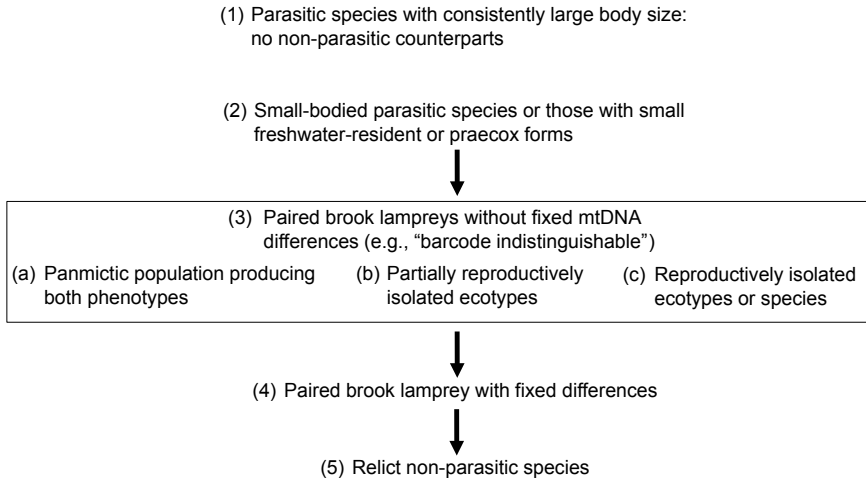 (1) Parasitic species with consistently large body size:
no non-parasitic counterparts
(2) Small-bodied parasitic species or those with small
freshwater-resident or praecox forms
(3) Paired brook lampreys without fixed mtDNA
differences (e.g., “barcode indistinguishable”)
(a) Panmictic population producing
both phenotypes
(b) Partially reproductively
isolated ecotypes
(c) Reproductively isolated
ecotypes or species
(4) Paired brook lamprey with fixed differences
(5) Relict non-parasitic species